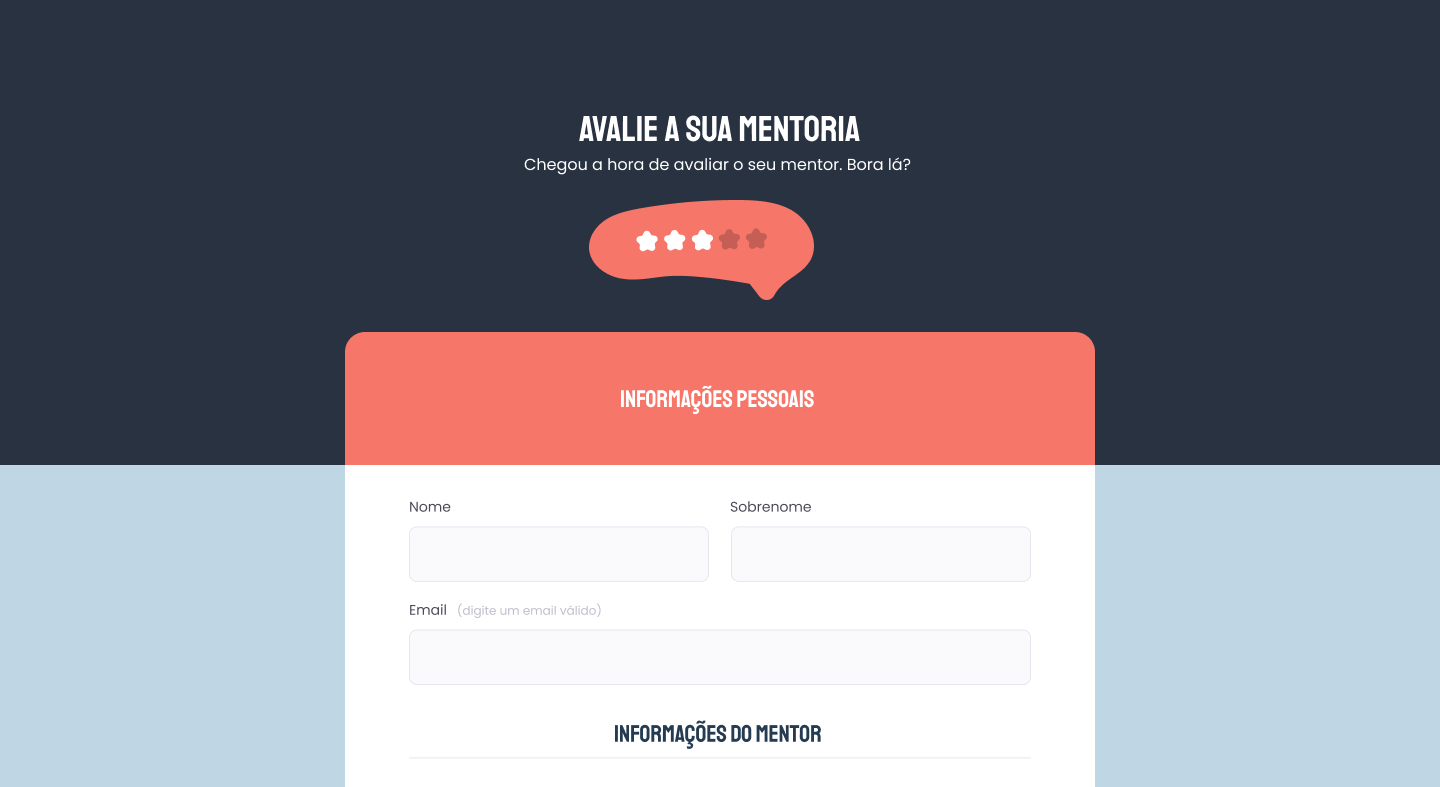 AVALIE A SUA MENTORIA
Chegou a hora de avaliar o seu mentor. Bora lá?
INFORMAÇÕES PESSOAIS
Nome
Sobrenome
Email (digite um email válido)
INFORMAÇÕES DO MENTOR